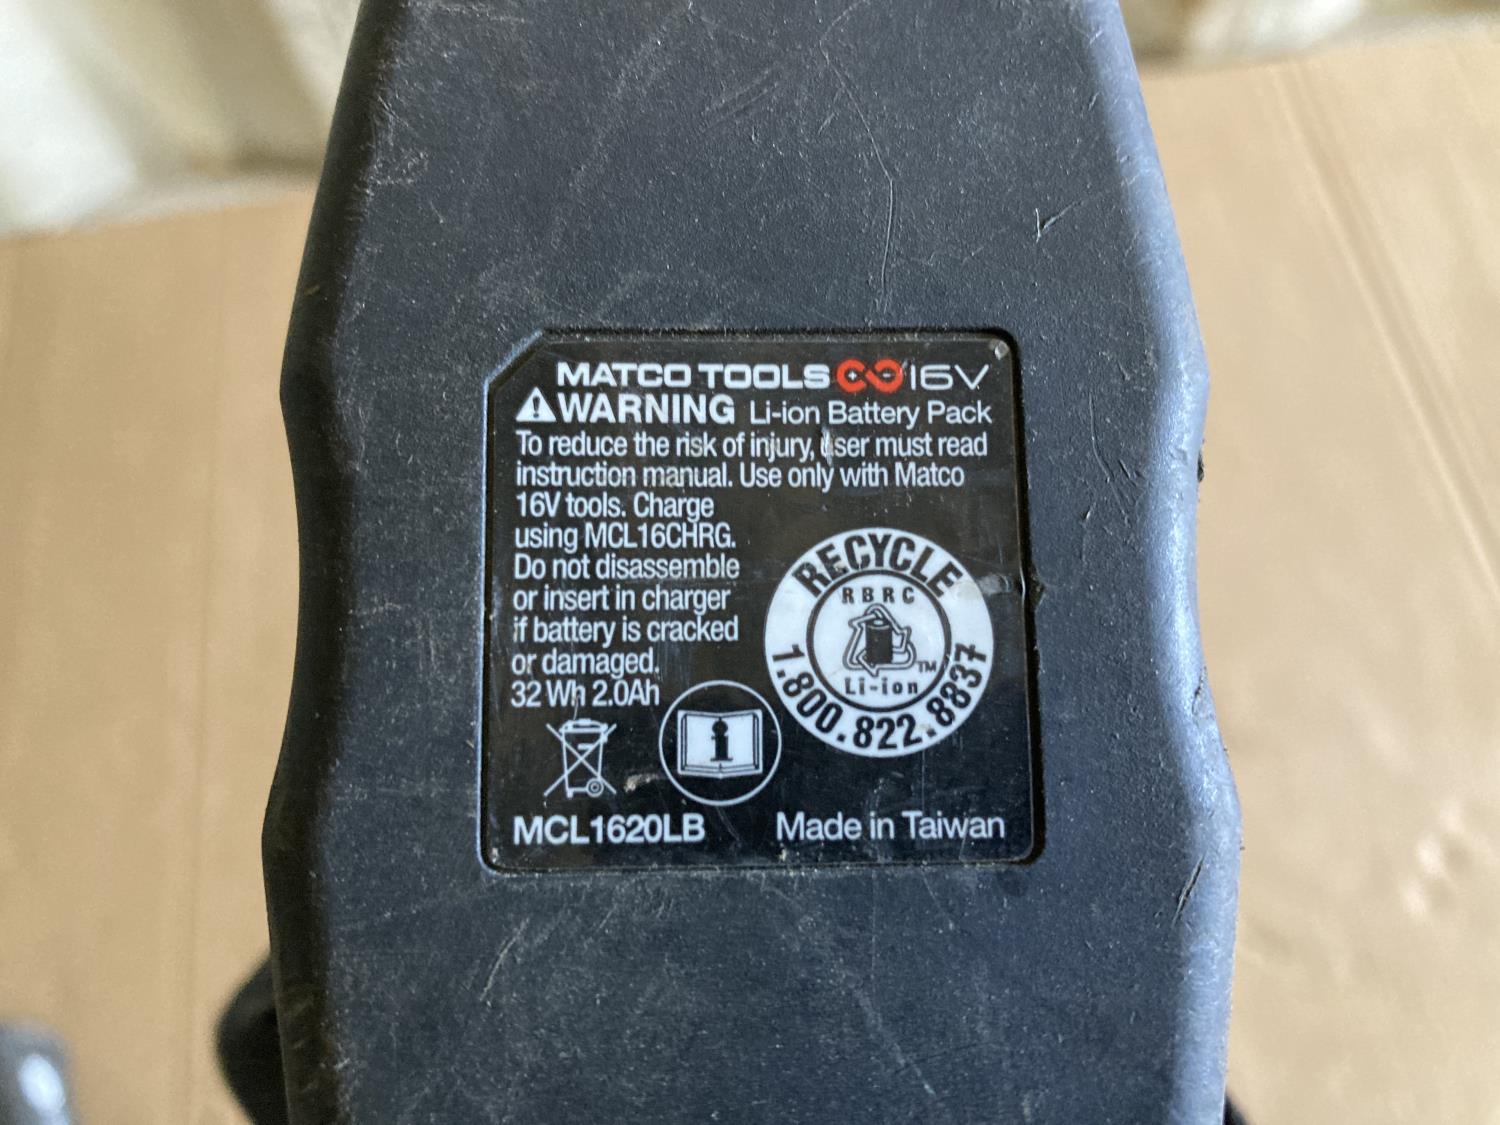 MATCO TOOLS 16V
WARNING Li-ion Battery Pack
To reduce the risk of injury, user must read
instruction manual. Use only with Matco
16V tools. Charge
using MCL16CHRG.
Do not disassemble
or insert in charger
if battery is cracked
or damaged.
32 Wh 2.0Ah
RECYCLE
RBRC
TM
Li-ion
1.800.822.8837
MCL1620LB Made in Taiwan